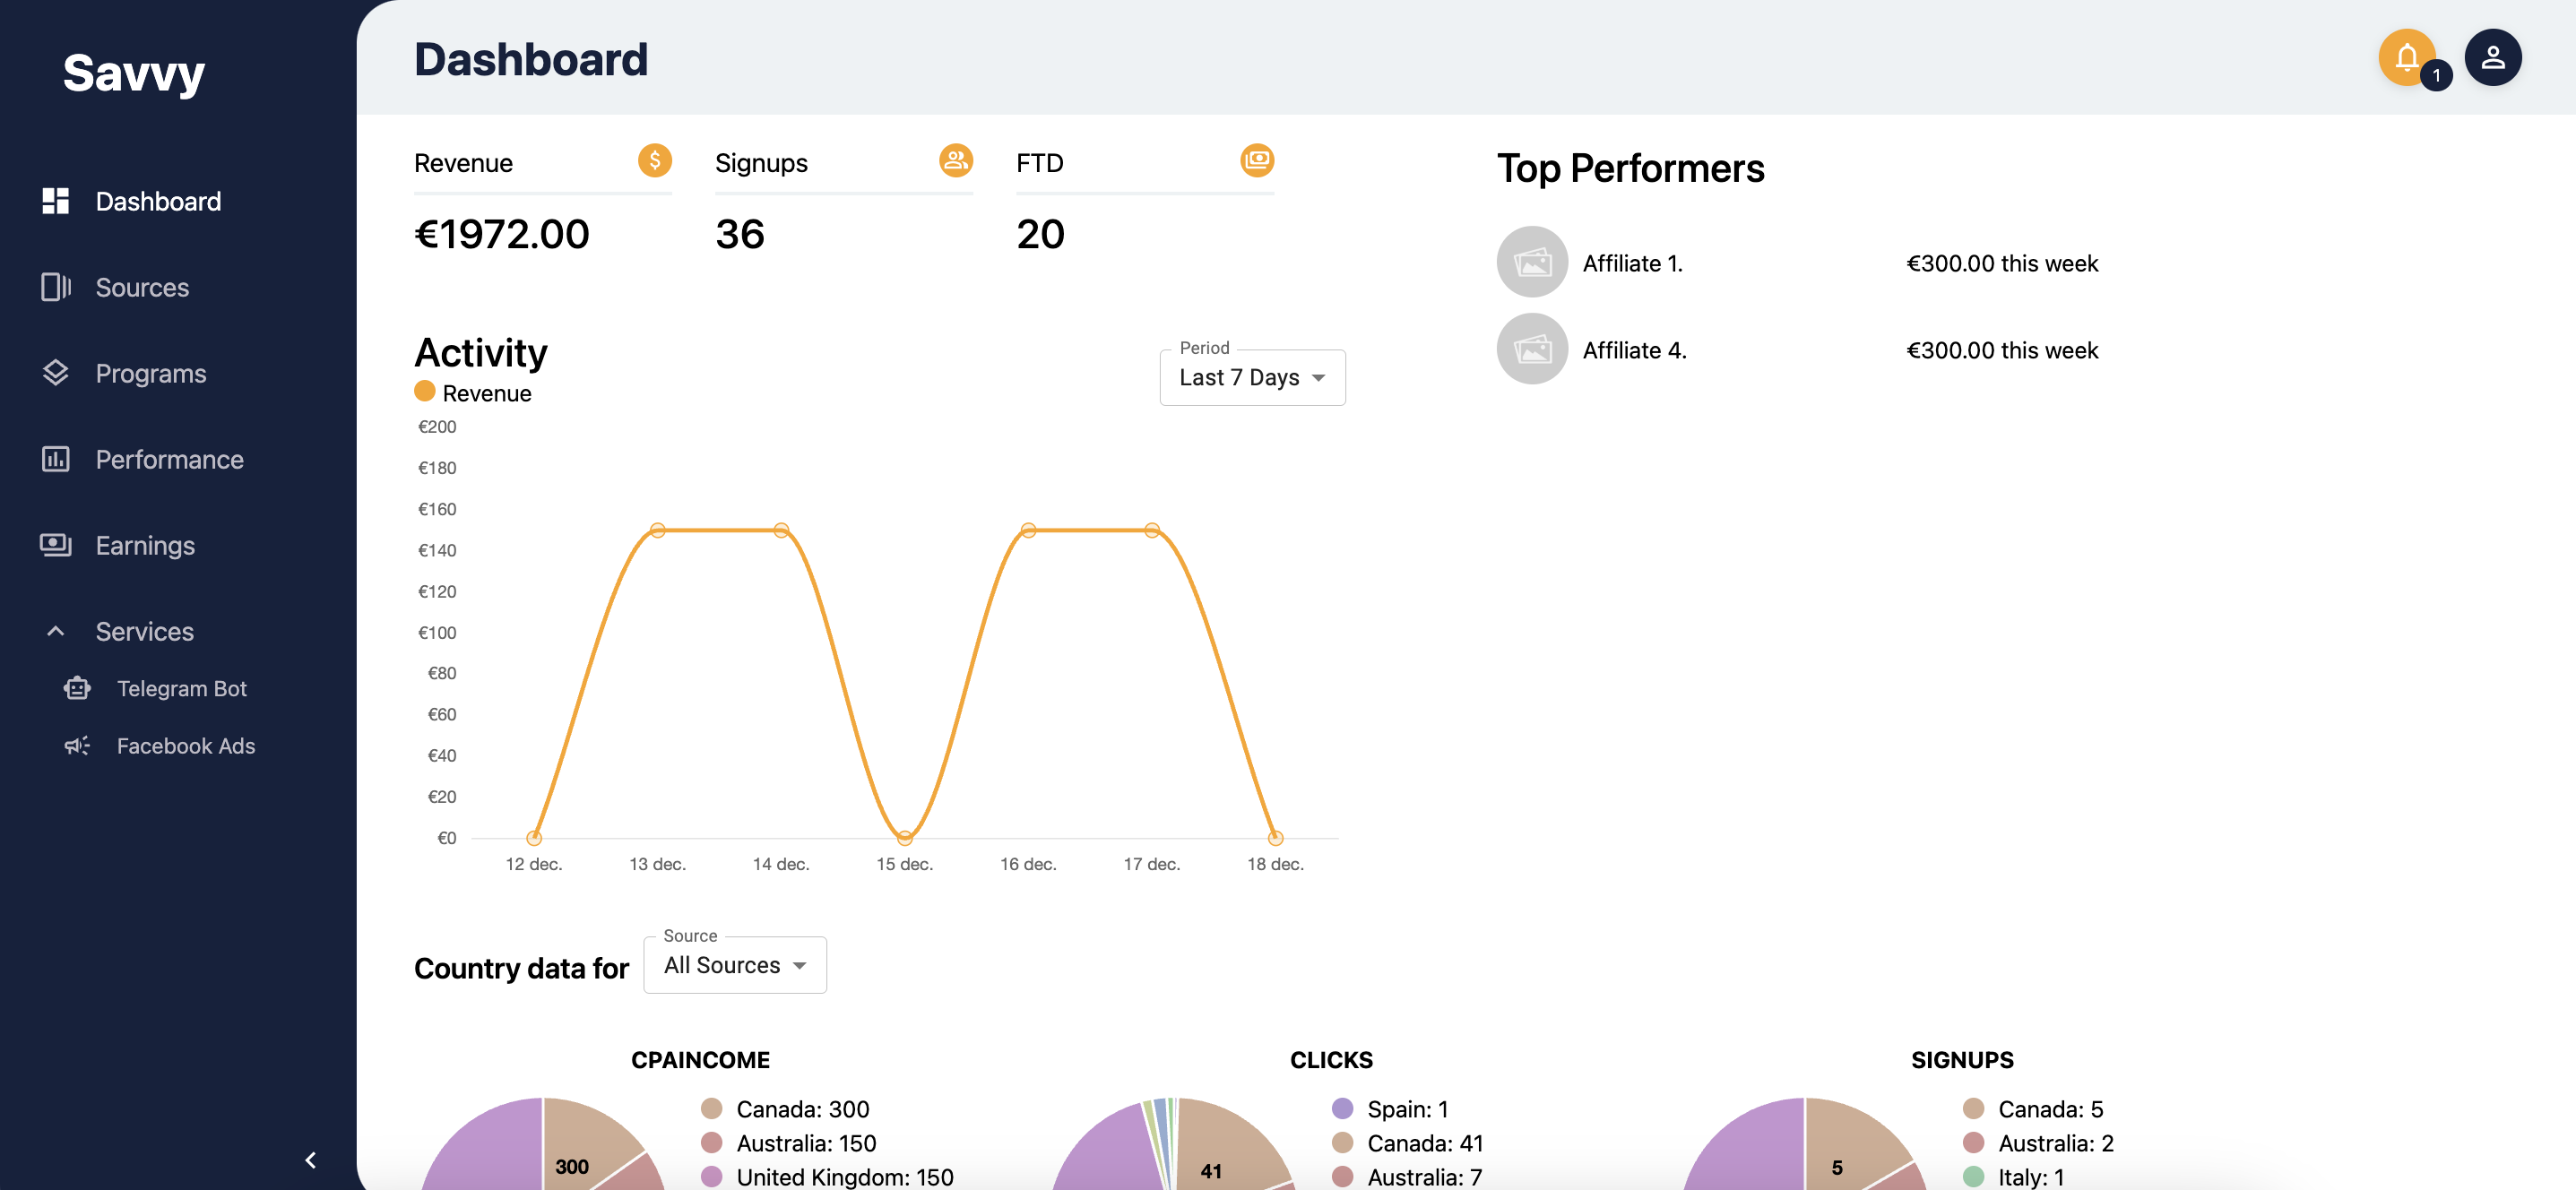 Savvy
Dashboard
Sources
Programs
Performance
Earnings
Services
Telegram Bot
Facebook Ads
Dashboard
1
Revenue
$
€1972.00
Signups
36
FTD
20
Activity
Revenue
Period
Last 7 Days
€200
€180
€160
€140
€120
€100
€80
€60
€40
€20
€0
12 dec. 13 dec. 14 dec. 15 dec. 16 dec. 17 dec. 18 dec.
Top Performers
Affiliate 1. €300.00 this week
Affiliate 4. €300.00 this week
Country data for
Source
All Sources
CPAINCOME
300
Canada: 300
Australia: 150
United Kingdom: 150
CLICKS
41
Spain: 1
Canada: 41
Australia: 7
SIGNUPS
5
Canada: 5
Australia: 2
Italy: 1